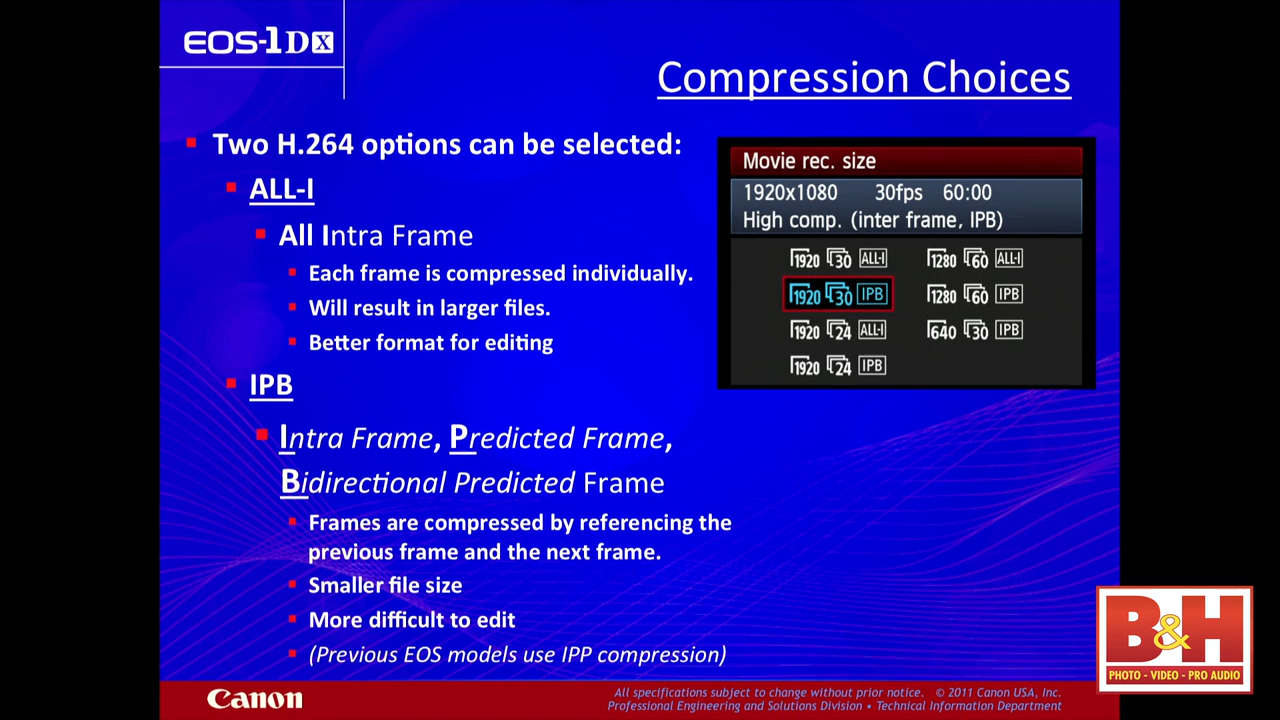 EOS-1DX
Compression Choices
Two H.264 options can be selected:
ALL-I
All Intra Frame
Each frame is compressed individually.
Will result in larger files.
Better format for editing
IPB
Intra Frame, Predicted Frame,
Bidirectional Predicted Frame
Frames are compressed by referencing the
previous frame and the next frame.
Smaller file size
More difficult to edit
(Previous EOS models use IPP compression)
Movie rec. size
1920x1080 30fps 60:00
High comp. (inter frame, IPB)
1920 30 ALL-I 1280 60 ALL-I
1920 30 IPB 1280 60 IPB
1920 24 ALL-I 640 30 IPB
1920 24 IPB
Canon
All specifications subject to change without prior notice. © 2011 Canon USA, Inc.
Professional Engineering and Solutions Division • Technical Information Department
B&H
PHOTO - VIDEO - PRO AUDIO